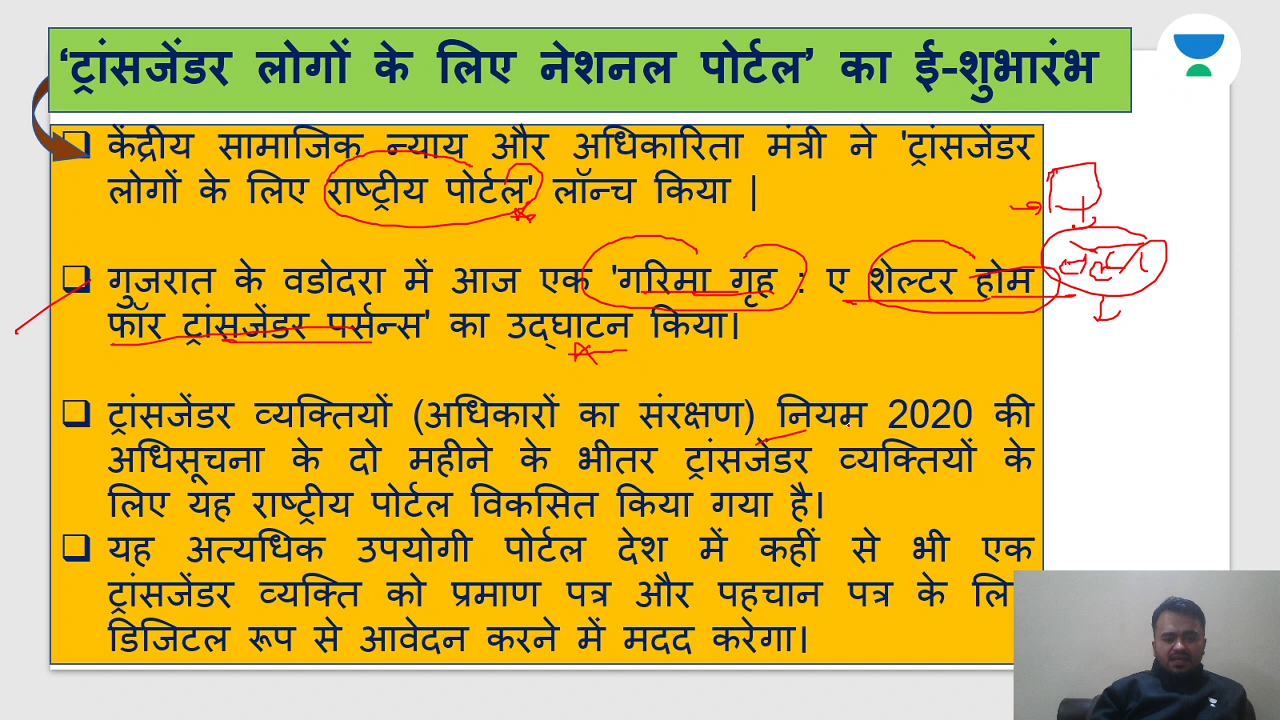 ‘ट्रांसजेंडर लोगों के लिए नेशनल पोर्टल’ का ई-शुभारंभ
केंद्रीय सामाजिक न्याय और अधिकारिता मंत्री ने 'ट्रांसजेंडर
लोगों के लिए राष्ट्रीय पोर्टल' लॉन्च किया |
गुजरात के वडोदरा में आज एक 'गरिमा गृह : ए शेल्टर होम
फॉर ट्रांसजेंडर पर्सन्स' का उद्घाटन किया।
ट्रांसजेंडर व्यक्तियों (अधिकारों का संरक्षण) नियम 2020 की
अधिसूचना के दो महीने के भीतर ट्रांसजेंडर व्यक्तियों के
लिए यह राष्ट्रीय पोर्टल विकसित किया गया है।
यह अत्यधिक उपयोगी पोर्टल देश में कहीं से भी एक
ट्रांसजेंडर व्यक्ति को प्रमाण पत्र और पहचान पत्र के
डिजिटल रूप से आवेदन करने में मदद करेगा।